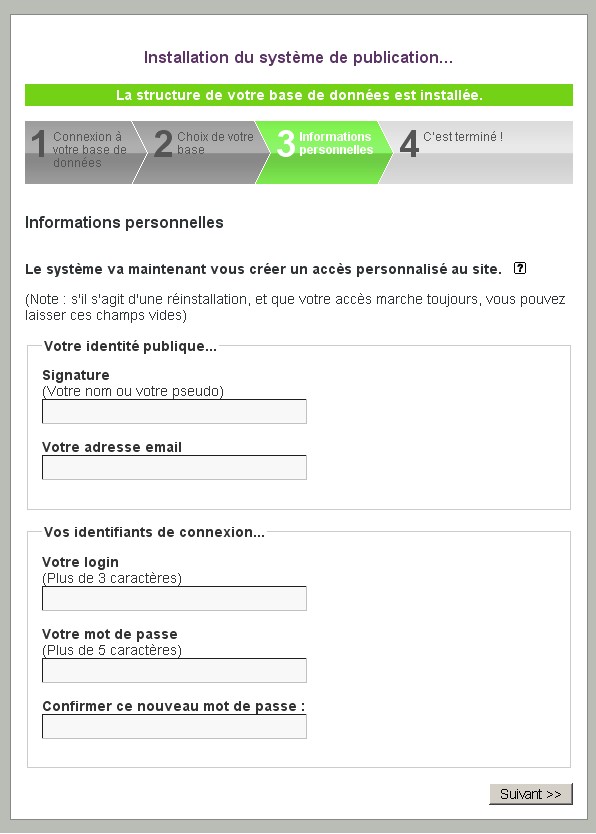 Installation du système de publication...
La structure de votre base de données est installée.
1 Connexion à
votre base de
données
2 Choix de votre
base
3 Informations
personnelles
4 C'est terminé !
Informations personnelles
Le système va maintenant vous créer un accès personnalisé au site. ?
(Note : s'il s'agit d'une réinstallation, et que votre accès marche toujours, vous pouvez
laisser ces champs vides)
Votre identité publique...
Signature
(Votre nom ou votre pseudo)
Votre adresse email
Vos identifiants de connexion...
Votre login
(Plus de 3 caractères)
Votre mot de passe
(Plus de 5 caractères)
Confirmer ce nouveau mot de passe :
Suivant >>